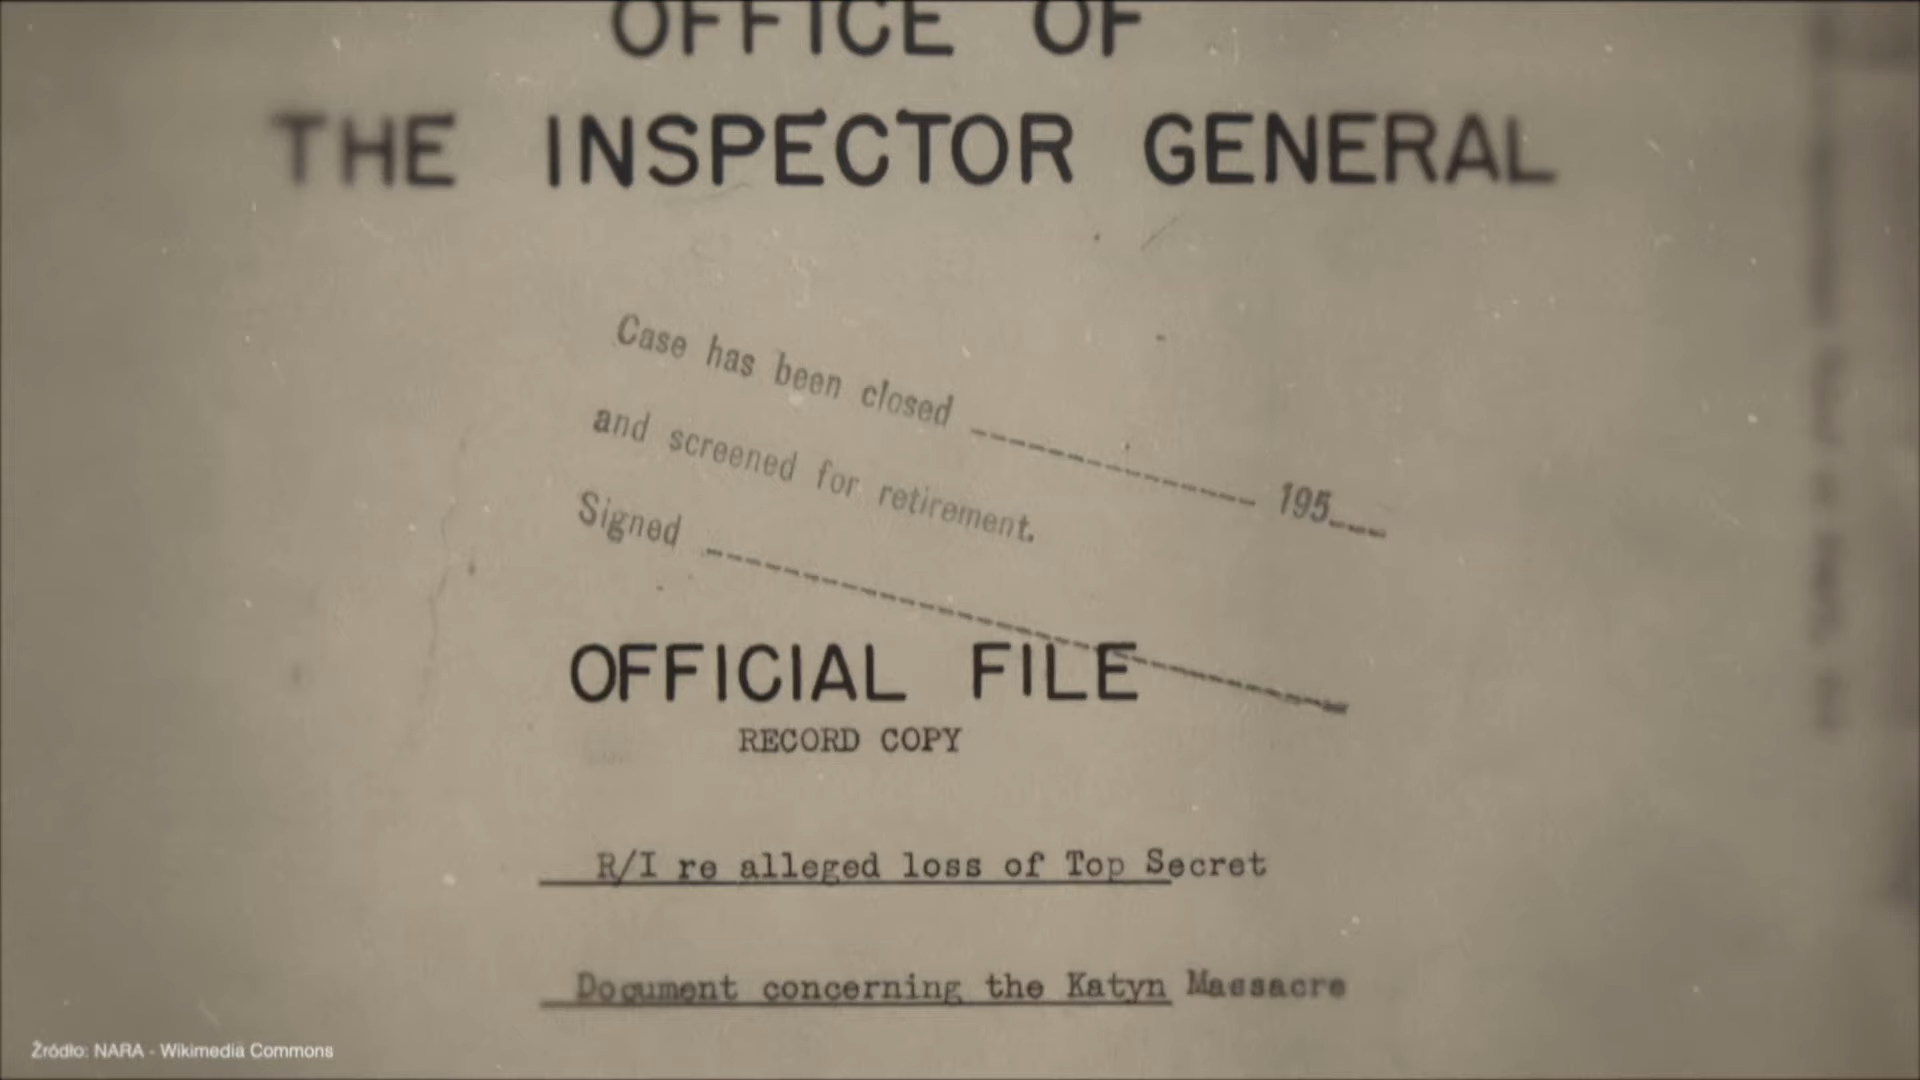 OFFICE OF
THE INSPECTOR GENERAL
Case has been closed ------------ 195----
and screened for retirement.
Signed ------------------------
OFFICIAL FILE
RECORD COPY
R/I re alleged loss of Top Secret
Document concerning the Katyn Massacre
Źródło: NARA - Wikimedia Commons